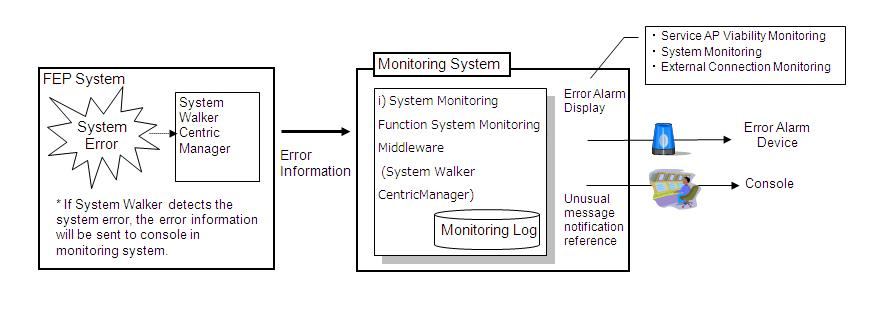 FEP System
System
Error
System
Walker
Centric
Manager
* If System Walker detects the
system error, the error information
will be sent to console in
monitoring system.
Error
Information
Monitoring System
i) System Monitoring
Function System Monitoring
Middleware
(System Walker
CentricManager)
Monitoring Log
Error Alarm
Display
Unusual
message
notification
reference
・ Service AP Viability Monitoring
・ System Monitoring
・ External Connection Monitoring
Error Alarm
Device
Console